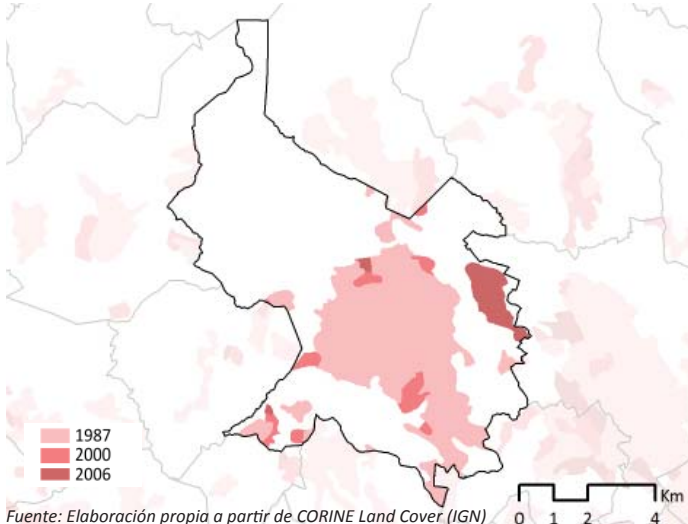 1987
2000
2006
Km
0 1 2 4
Fuente: Elaboración propia a partir de CORINE Land Cover (IGN)